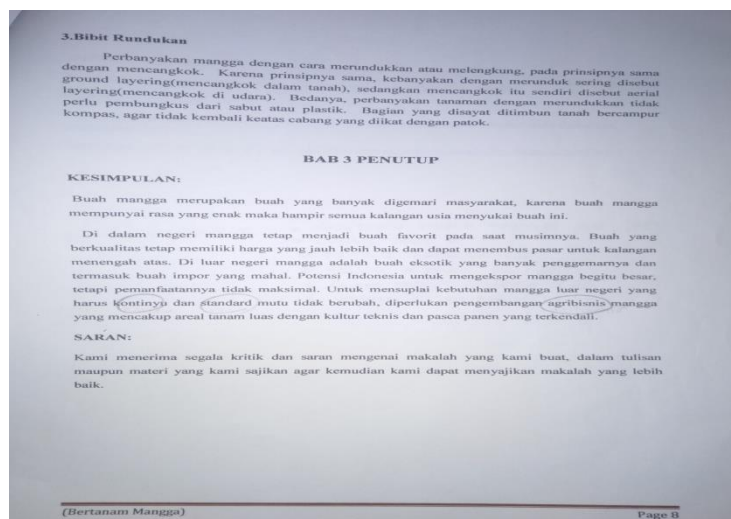 3.Bibit Rundukan
Perbanyakan mangga dengan cara merundukkan atau melengkung, pada prinsipnya sama
dengan mencangkok. Karena prinsipnya sama, kebanyakan dengan merunduk sering disebut
ground layering(mencangkok dalam tanah), sedangkan mencangkok itu sendiri disebut aerial
layering(mencangkok di udara). Bedanya, perbanyakan tanaman dengan merundukkan tidak
perlu pembungkus dari sabut atau plastik. Bagian yang disayat ditimbun tanah bercampur
kompas, agar tidak kembali keatas cabang yang diikat dengan patok.
BAB 3 PENUTUP
KESIMPULAN:
Buah mangga merupakan buah yang banyak digemari masyarakat, karena buah mangga
mempunyai rasa yang enak maka hampir semua kalangan usia menyukai buah ini.
Di dalam negeri mangga tetap menjadi buah favorit pada saat musimnya. Buah yang
berkualitas tetap memiliki harga yang jauh lebih baik dan dapat menembus pasar untuk kalangan
menengah atas. Di luar negeri mangga adalah buah eksotik yang banyak penggemarnya dan
termasuk buah impor yang mahal. Potensi Indonesia untuk mengekspor mangga begitu besar,
tetapi pemanfaatannya tidak maksimal. Untuk mensuplai kebutuhan mangga luar negeri yang
harus kontinyu dan standard mutu tidak berubah, diperlukan pengembangan agribisnis mangga
yang mencakup areal tanam luas dengan kultur teknis dan pasca panen yang terkendali.
SARAN:
Kami menerima segala kritik dan saran mengenai makalah yang kami buat, dalam tulisan
maupun materi yang kami sajikan agar kemudian kami dapat menyajikan makalah yang lebih
baik.
(Bertanam Mangga)
Page 8